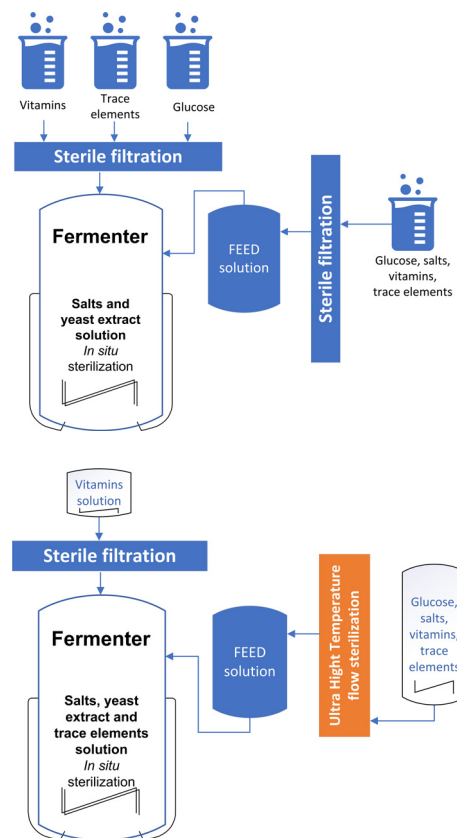 Vitamins
Trace
elements
Glucose
Sterile filtration
Fermenter
Salts and
yeast extract
solution
In situ
sterilization
FEED
solution
Sterile filtration
Glucose, salts,
vitamins,
trace elements
Vitamins
solution
Sterile filtration
Fermenter
Salts, yeast
extract and
trace elements
solution
In situ
sterilization
FEED
solution
Ultra Hight Temperature
flow sterilization
Glucose,
salts,
vitamins,
trace
elements